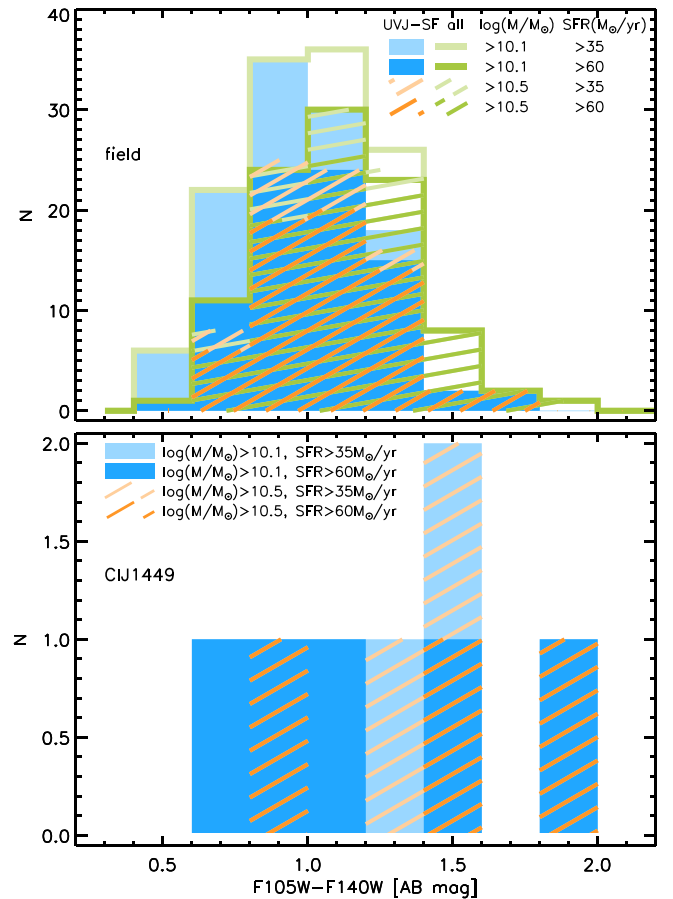 40
UVJ−SF all log(M/M⊙) SFR(M⊙/yr)
>10.1 >35
>10.1 >60
>10.5 >35
>10.5 >60
30
field
N
20
10
0
2.0
log(M/M⊙)>10.1, SFR>35M⊙/yr
log(M/M⊙)>10.1, SFR>60M⊙/yr
log(M/M⊙)>10.5, SFR>35M⊙/yr
log(M/M⊙)>10.5, SFR>60M⊙/yr
1.5
ClJ1449
N
1.0
0.5
0.0
0.5 1.0 1.5 2.0
F105W−F140W [AB mag]